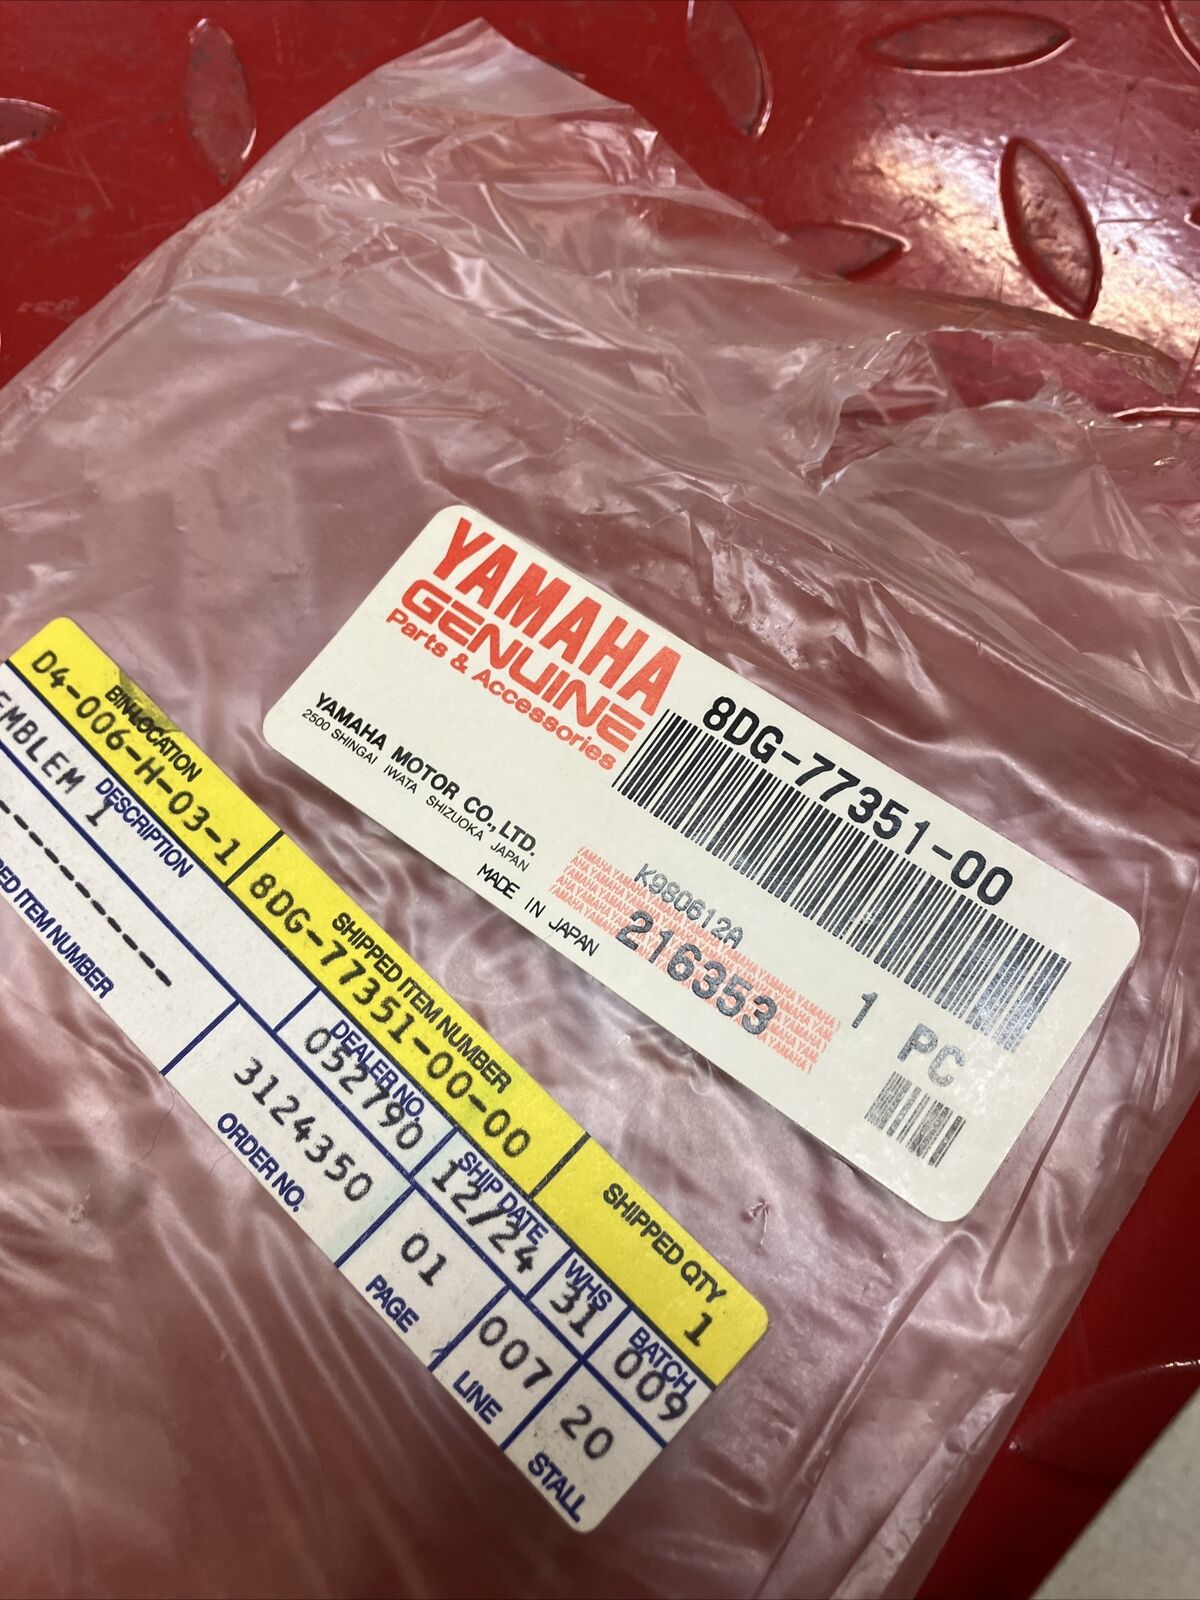 YAMAHA
GENUINE
Parts & Accessories
8DG-77351-00
YAMAHA MOTOR CO., LTD.
2500 SHINGAI IWATA SHIZUOKA JAPAN
MADE IN JAPAN
K980612A
216353
1 PC
D4-006-H-03-1
BIN LOCATION
8DG-77351-00-00
SHIPPED ITEM NUMBER
1
SHIPPED QTY
EMBLEM 1
DESCRIPTION
DEALER NO.
052790
SHIP DATE
12/24
WHS
31
BATCH
009
ITEM NUMBER
3124350
ORDER NO.
01
PAGE
007
LINE
20
STALL